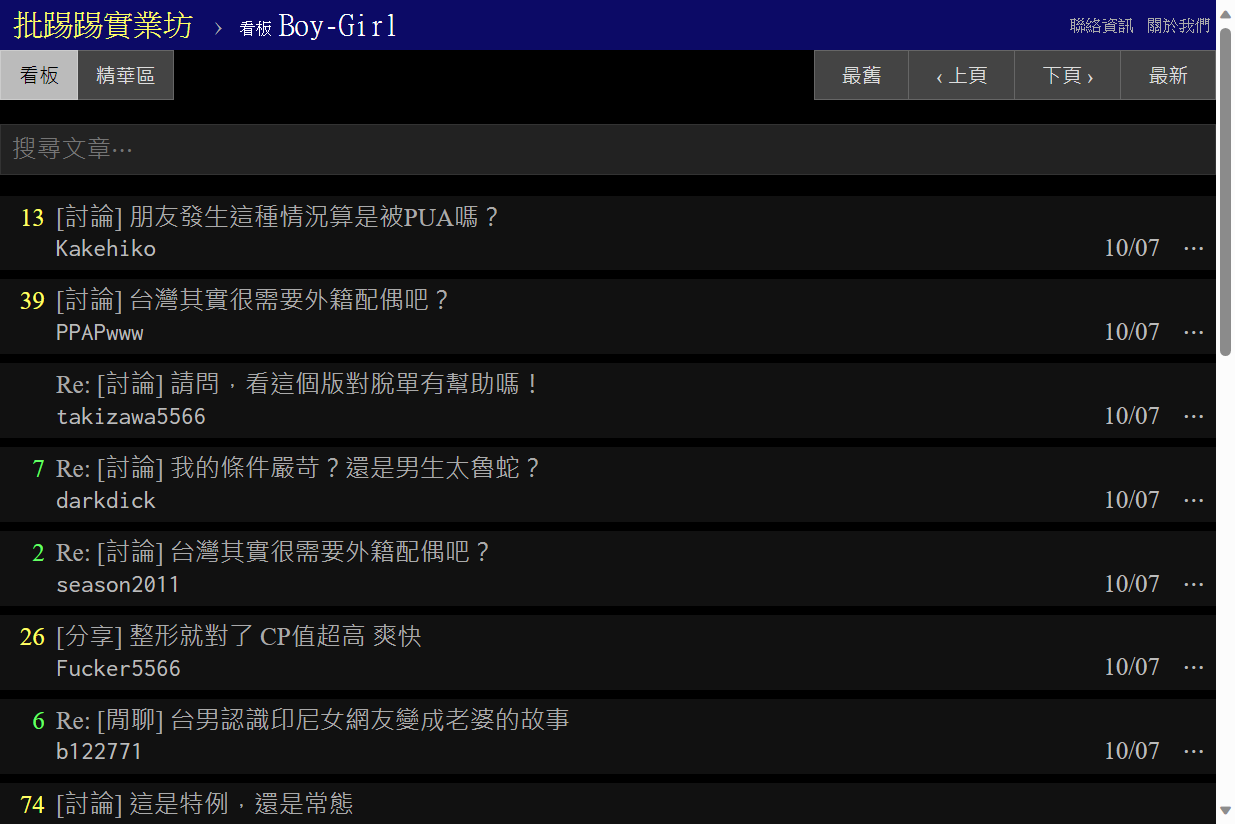 批踢踢實業坊 › 看板 Boy-Girl 聯絡資訊 關於我們
看板 精華區 最舊 ‹ 上頁 下頁 › 最新
搜尋文章⋯
13 [討論] 朋友發生這種情況算是被PUA嗎？
Kakehiko 10/07 ⋯
39 [討論] 台灣其實很需要外籍配偶吧？
PPAPwww 10/07 ⋯
Re: [討論] 請問，看這個版對脫單有幫助嗎！
takizawa5566 10/07 ⋯
7 Re: [討論] 我的條件嚴苛？還是男生太魯蛇？
darkdick 10/07 ⋯
2 Re: [討論] 台灣其實很需要外籍配偶吧？
season2011 10/07 ⋯
26 [分享] 整形就對了 CP值超高 爽快
Fucker5566 10/07 ⋯
6 Re: [閒聊] 台男認識印尼女網友變成老婆的故事
b122771 10/07 ⋯
74 [討論] 這是特例，還是常態